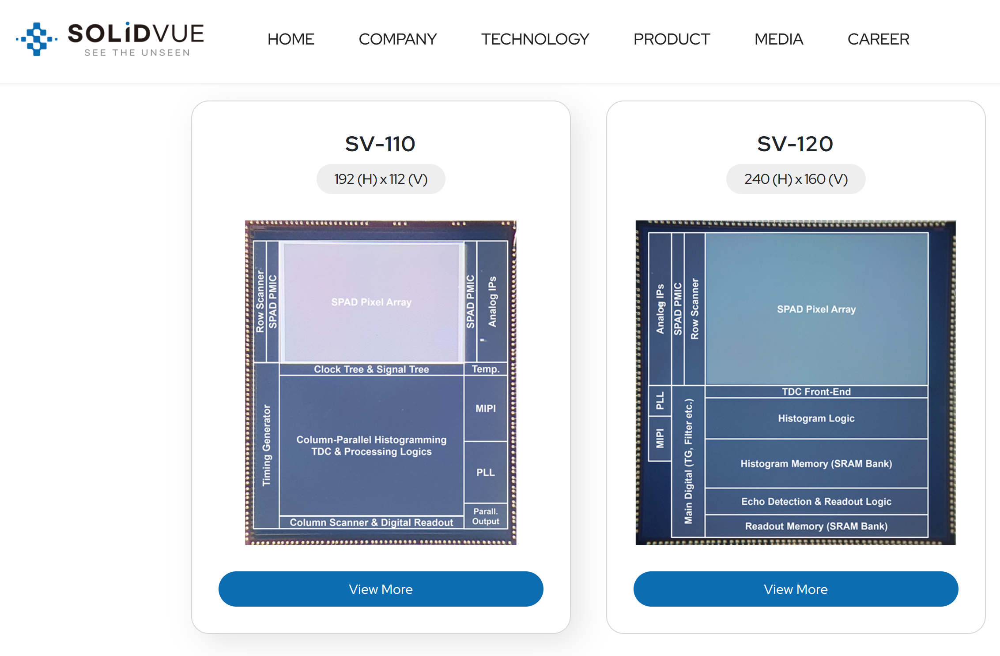 SOLiDVUE
SEE THE UNSEEN
HOME
COMPANY
TECHNOLOGY
PRODUCT
MEDIA
CAREER
SV-110
192 (H) x 112 (V)
Row Scanner
SPAD PMIC
SPAD Pixel Array
SPAD PMIC
Analog IPs
Clock Tree & Signal Tree
Temp.
Timing Generator
Column-Parallel Histogramming
TDC & Processing Logics
MIPI
PLL
Column Scanner & Digital Readout
Parall.
Output
View More
SV-120
240 (H) x 160 (V)
Analog IPs
SPAD PMIC
Row Scanner
SPAD Pixel Array
PLL
MIPI
Main Digital (TG, Filter etc.)
TDC Front-End
Histogram Logic
Histogram Memory (SRAM Bank)
Echo Detection & Readout Logic
Readout Memory (SRAM Bank)
View More